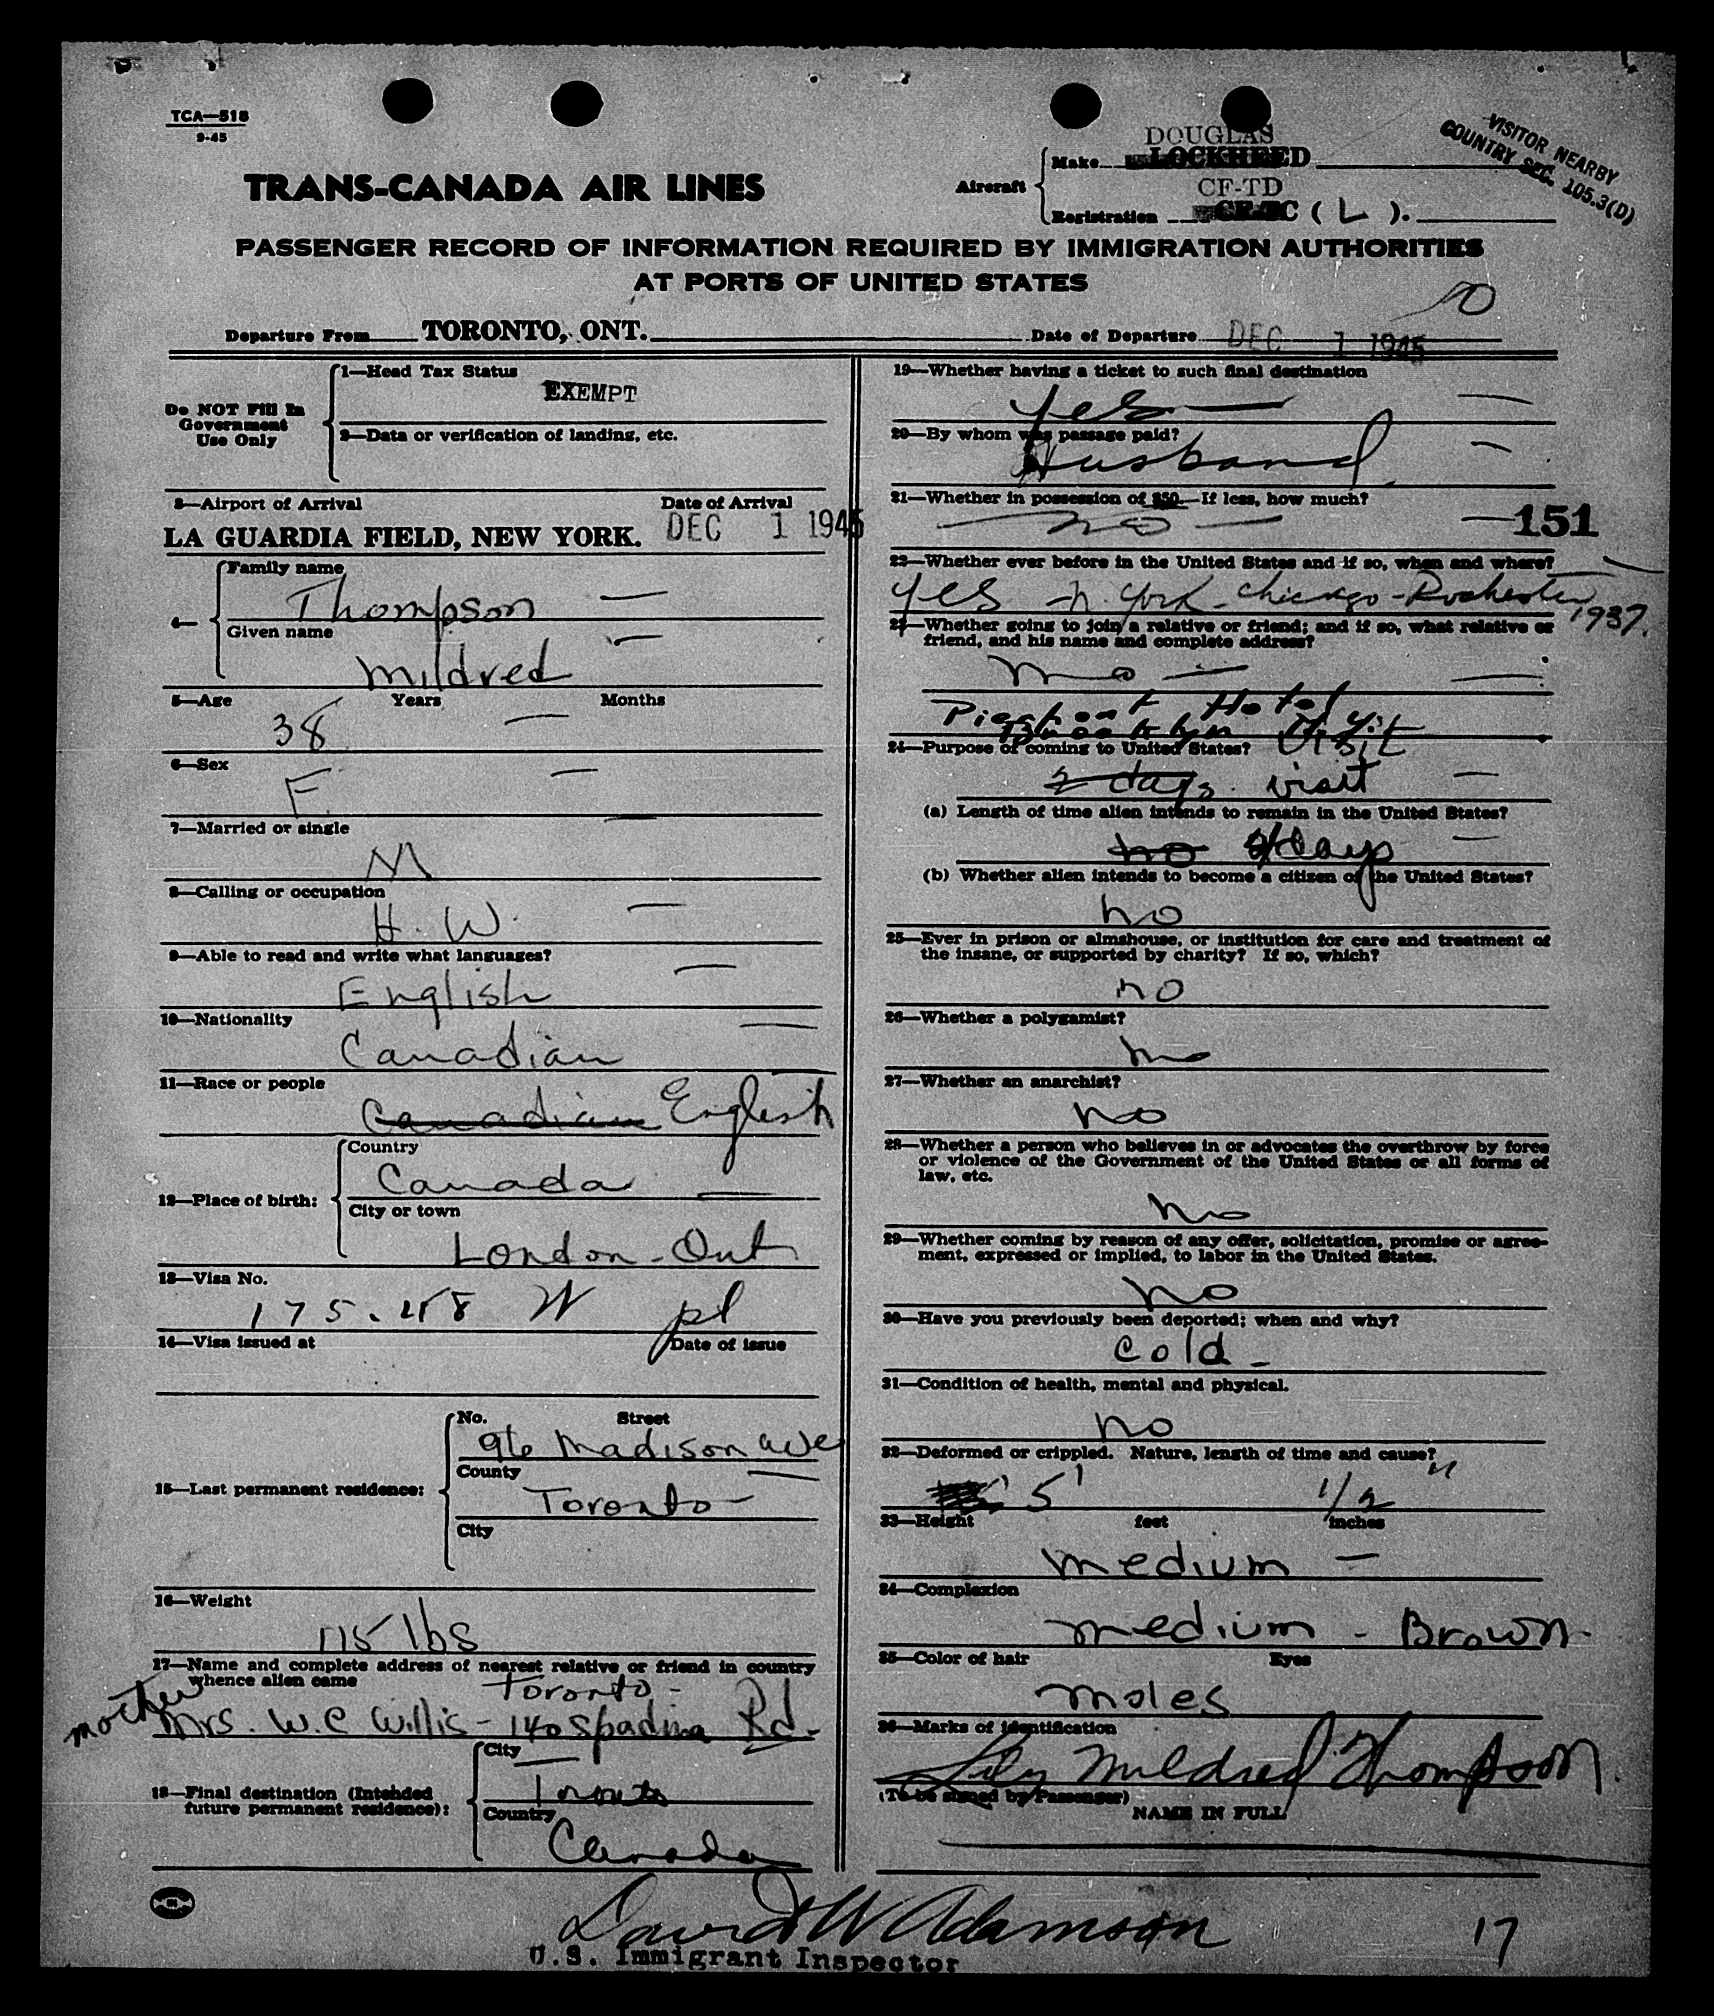 TCA—518
9-45
VISITOR NEARBY
COUNTRY SEC. 105.3(D)
TRANS-CANADA AIR LINES
Aircraft
DOUGLAS
Make LOCKHEED
CF-TD
Registration CF-TC ( L ).
PASSENGER RECORD OF INFORMATION REQUIRED BY IMMIGRATION AUTHORITIES
AT PORTS OF UNITED STATES
Departure From TORONTO, ONT. Date of Departure DEC 1 1945
Do NOT Fill In
Government
Use Only
1—Head Tax Status
EXEMPT
2—Data or verification of landing, etc.
3—Airport of Arrival Date of Arrival
LA GUARDIA FIELD, NEW YORK. DEC 1 1945
4—
Family name
Thompson —
Given name
Mildred —
5—Age Years Months
38 —
6—Sex
F. —
7—Married or single
M
8—Calling or occupation
H. W. —
9—Able to read and write what languages?
English —
10—Nationality
Canadian —
11—Race or people
Canadian English
12—Place of birth:
Country
Canada —
City or town
London - Ont
13—Visa No.
14—Visa issued at Date of issue
15—Last permanent residence:
No. Street
96 Madison ave
County
Toronto —
City
16—Weight
115 lbs
17—Name and complete address of nearest relative or friend in country
whence alien came
Toronto -
mother Mrs. W.C Willis - 140 Spadina Rd.
18—Final destination (Intended
future permanent residence):
City
Toronto
Country
Canada
19—Whether having a ticket to such final destination
yes —
20—By whom was passage paid?
Husband
21—Whether in possession of $50. If less, how much?
— no — —151
22—Whether ever before in the United States and if so, when and where?
yes - N. York - Chicago - Rochester 1937.
23—Whether going to join a relative or friend; and if so, what relative or
friend, and his name and complete address?
no —
Pierpont Hotel
Brooklyn N.Y.
24—Purpose of coming to United States? Visit
2 days visit —
(a) Length of time alien intends to remain in the United States?
no days —
(b) Whether alien intends to become a citizen of the United States?
no
25—Ever in prison or almshouse, or institution for care and treatment of
the insane, or supported by charity? If so, which?
no
26—Whether a polygamist?
no
27—Whether an anarchist?
no
28—Whether a person who believes in or advocates the overthrow by force
or violence of the Government of the United States or all forms of
law, etc.
no
29—Whether coming by reason of any offer, solicitation, promise or agree-
ment, expressed or implied, to labor in the United States.
no
30—Have you previously been deported; when and why?
cold -
31—Condition of health, mental and physical.
no
32—Deformed or crippled. Nature, length of time and cause?
5' 1/2"
33—Height feet inches
medium —
34—Complexion
medium - Brown
35—Color of hair Eyes
moles
36—Marks of identification
Lily Mildred Thompson.
(To be signed by Passenger)
NAME IN FULL
David W Adamson
U.S. Immigrant Inspector
17